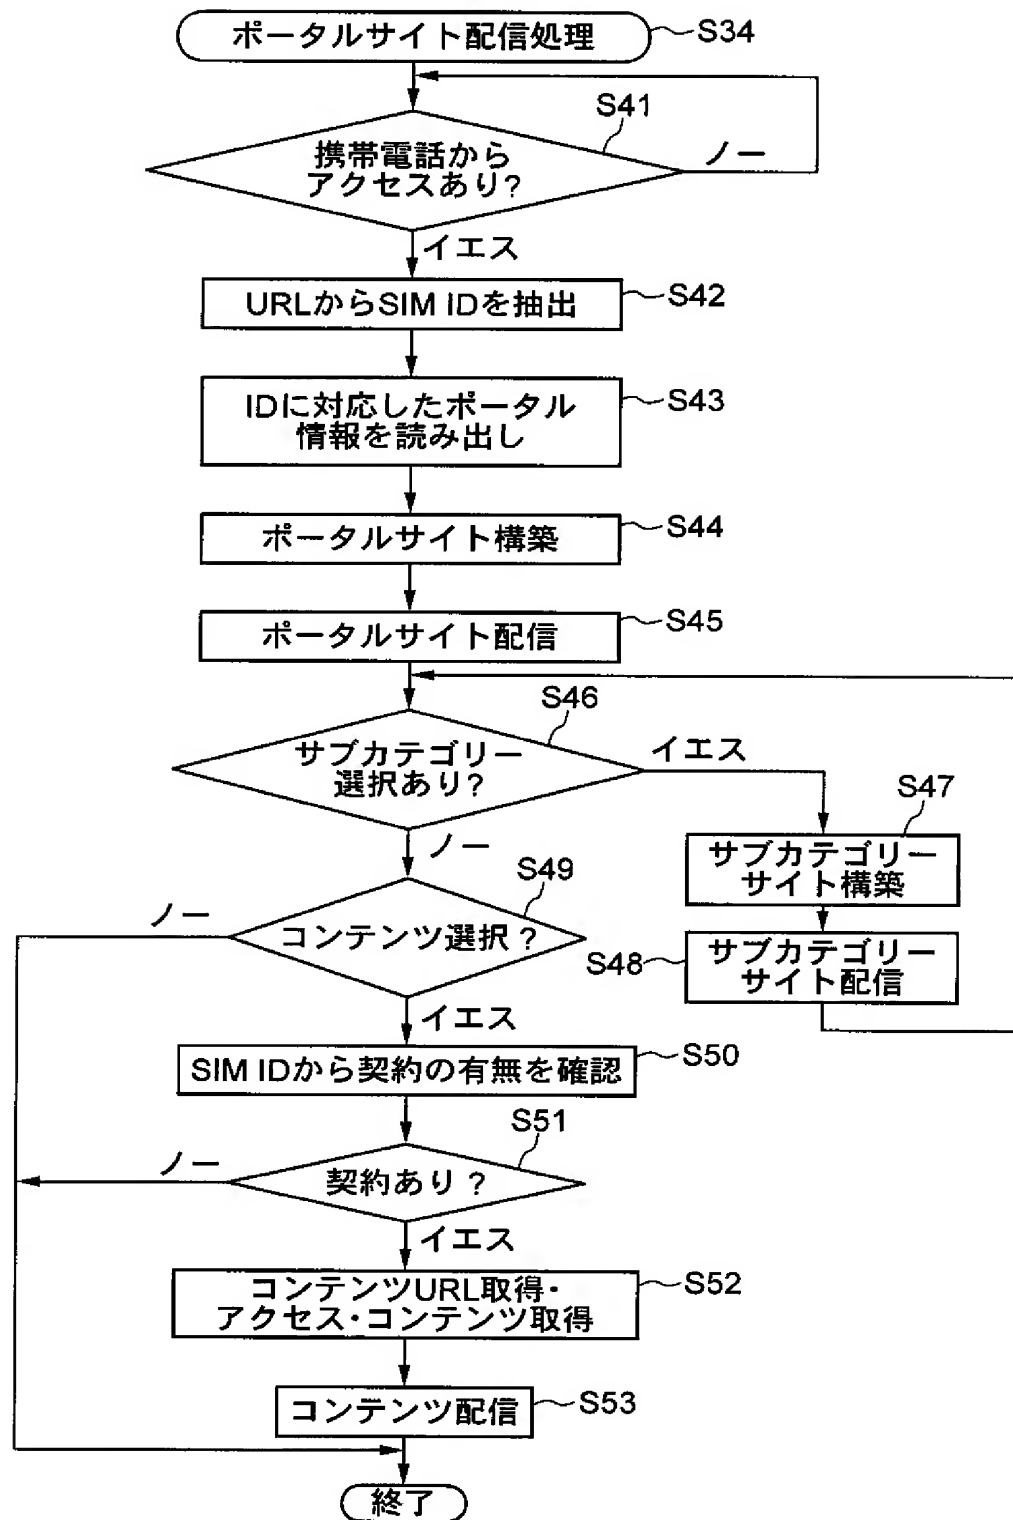 ポータルサイト配信処理
S34
S41
携帯電話から
アクセスあり?
ノー
イエス
URLからSIM IDを抽出
S42
IDに対応したポータル
情報を読み出し
S43
ポータルサイト構築
S44
ポータルサイト配信
S45
S46
サブカテゴリー
選択あり?
イエス
ノー
S47
サブカテゴリー
サイト構築
S48
サブカテゴリー
サイト配信
S49
コンテンツ選択?
ノー
イエス
SIM IDから契約の有無を確認
S50
S51
契約あり?
ノー
イエス
コンテンツURL取得・
アクセス・コンテンツ取得
S52
コンテンツ配信
S53
終了